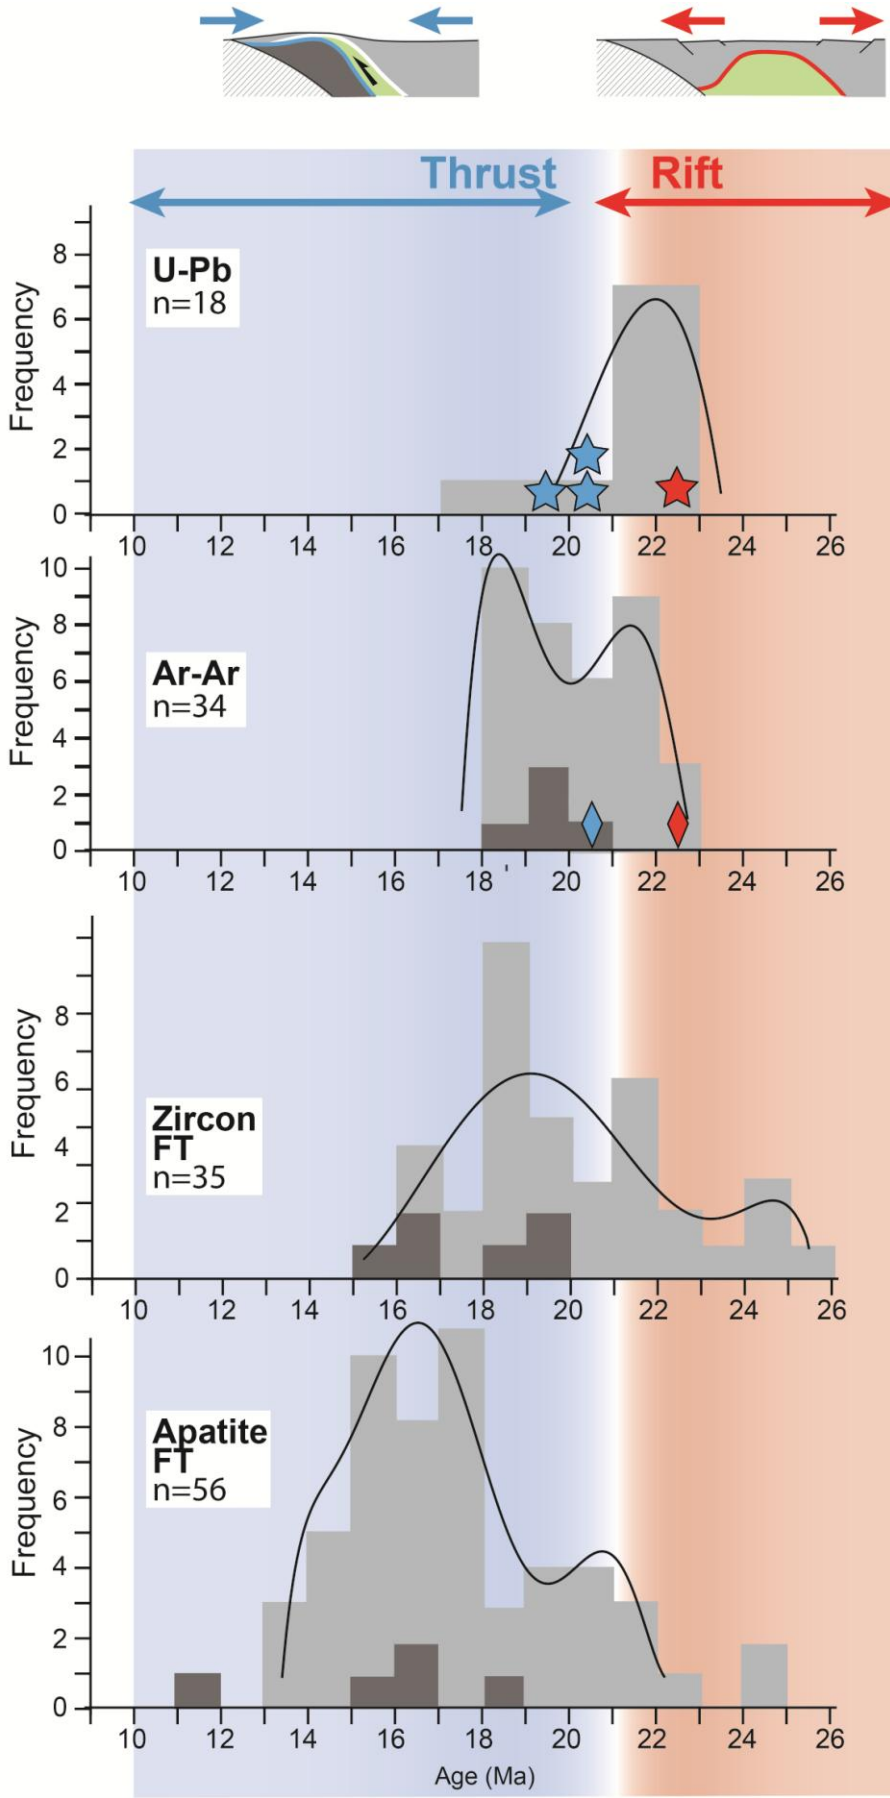 Thrust Rift
Frequency
8
6
4
2
0
U-Pb
n=18
10 12 14 16 18 20 22 24 26
Frequency
10
8
6
4
2
0
Ar-Ar
n=34
10 12 14 16 18 20 22 24 26
Frequency
8
6
4
2
0
Zircon
FT
n=35
10 12 14 16 18 20 22 24 26
Frequency
10
8
6
4
2
0
Apatite
FT
n=56
10 12 14 16 18 20 22 24 26
Age (Ma)